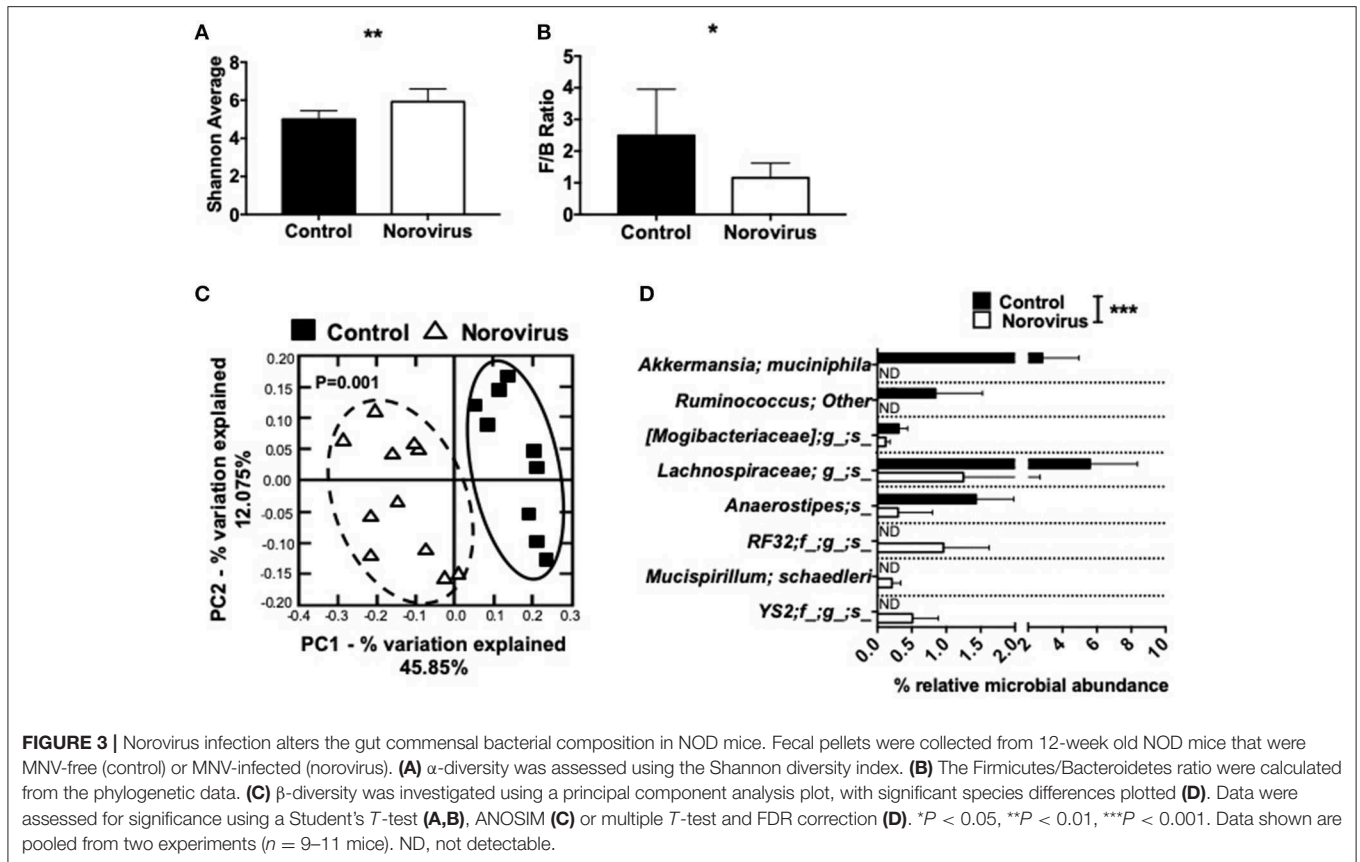 A
**
Shannon Average
8
6
4
2
0
Control
Norovirus
B
*
F/B Ratio
5
4
3
2
1
0
Control
Norovirus
C
Control
Norovirus
P=0.001
PC2 - % variation explained
12.075%
0.20
0.15
0.10
0.05
0.00
-0.05
-0.10
-0.15
-0.20
-0.4
-0.3
-0.2
-0.1
0.0
0.1
0.2
0.3
PC1 - % variation explained
45.85%
D
Control
Norovirus
***
Akkermansia; muciniphila
ND
Ruminococcus; Other
ND
[Mogibacteriaceae];g_;s_
Lachnospiraceae; g_;s_
Anaerostipes;s_
RF32;f_;g_;s_
ND
Mucispirillum; schaedleri
ND
YS2;f_;g_;s_
ND
0.0
0.5
1.0
1.5
2.0
2
4
6
8
10
% relative microbial abundance
FIGURE 3 | Norovirus infection alters the gut commensal bacterial composition in NOD mice. Fecal pellets were collected from 12-week old NOD mice that were
MNV-free (control) or MNV-infected (norovirus). (A) α-diversity was assessed using the Shannon diversity index. (B) The Firmicutes/Bacteroidetes ratio were calculated
from the phylogenetic data. (C) β-diversity was investigated using a principal component analysis plot, with significant species differences plotted (D). Data were
assessed for significance using a Student's T-test (A,B), ANOSIM (C) or multiple T-test and FDR correction (D). *P < 0.05, **P < 0.01, ***P < 0.001. Data shown are
pooled from two experiments (n = 9–11 mice). ND, not detectable.